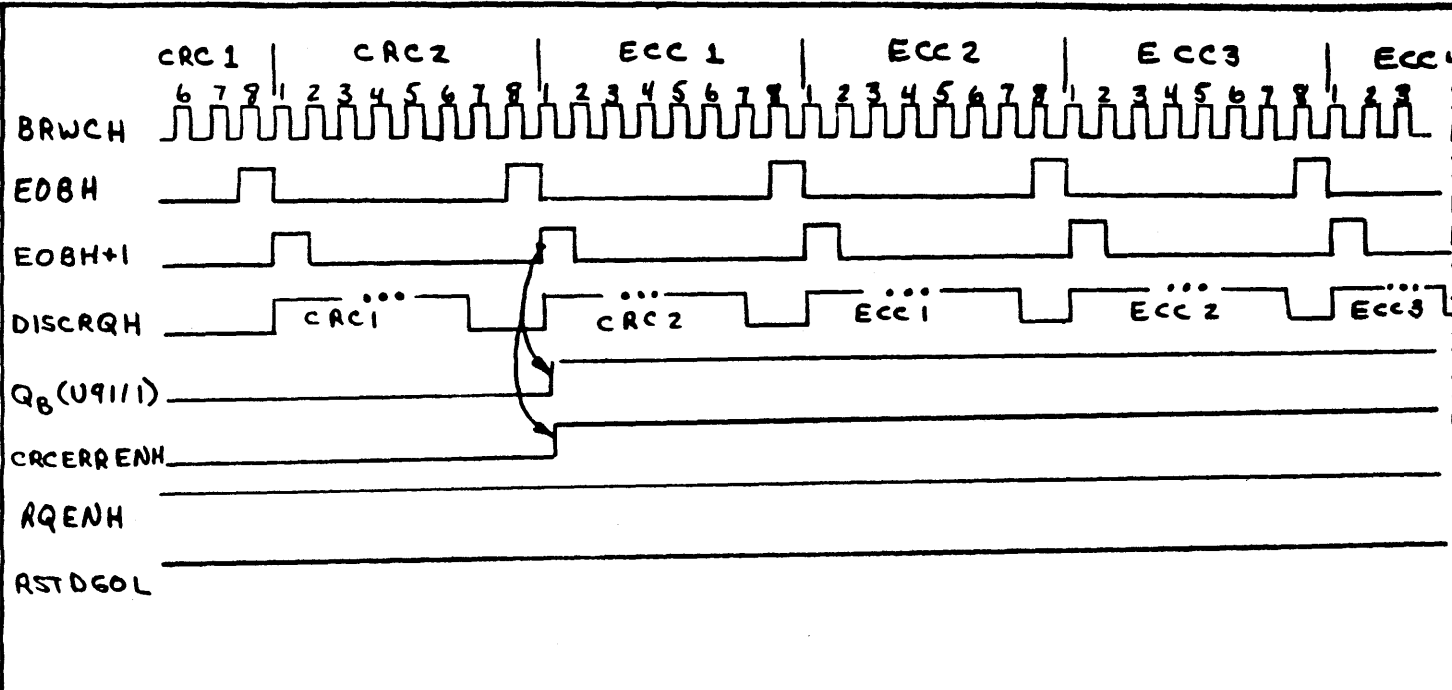 CRC 1 CRC 2 ECC 1 ECC 2 ECC3 ECC
6 7 8 1 2 3 4 5 6 7 8 1 2 3 4 5 6 7 8 1 2 3 4 5 6 7 8 1 2 3 4 5 6 7 8 1 2 3
BRWCH
EOBH
EOBH+1
DISCRQH CRC1 ... CRC 2 ... ECC 1 ... ECC 2 ... ECC3 ...
QB (U91/1)
CRCERRENH
RQENH
RSTDGOL